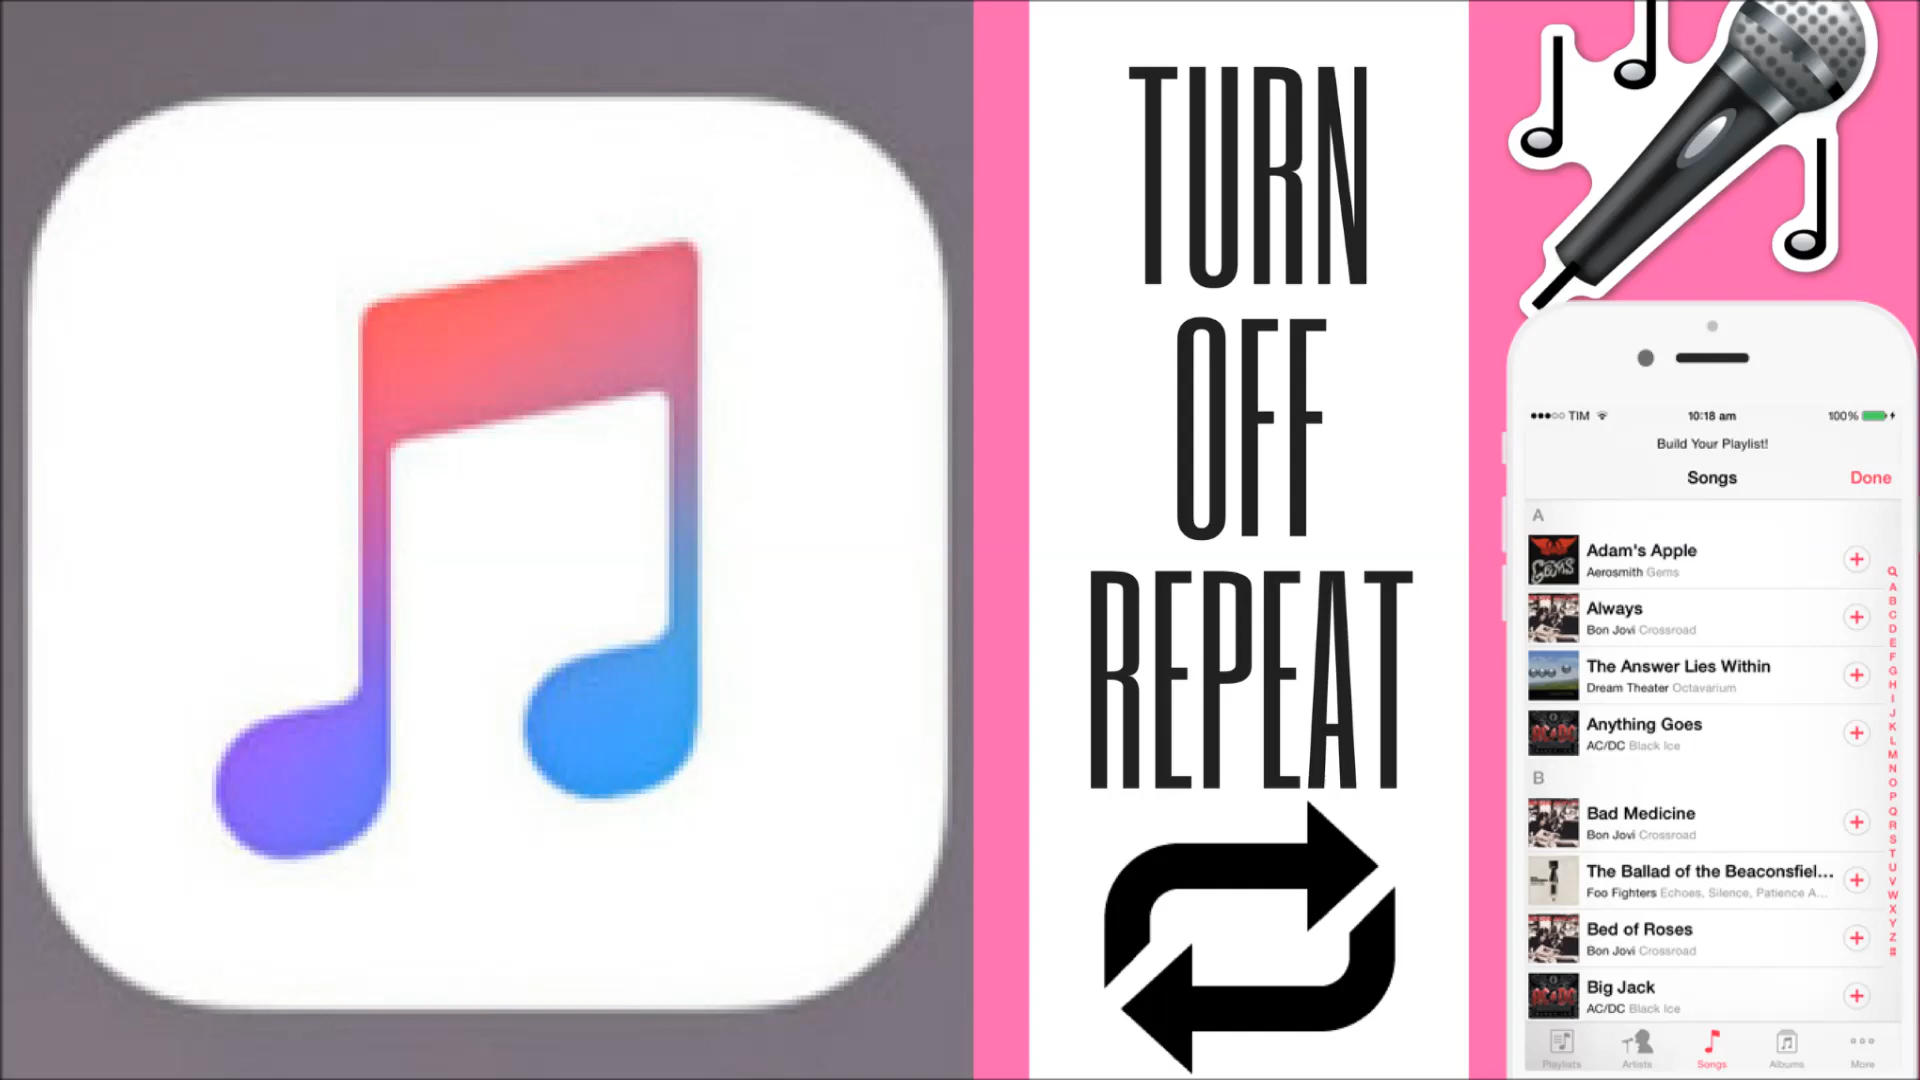 TURN
OFF
REPEAT
TIM 10:18 am 100%
Build Your Playlist!
Songs Done
A
Adam's Apple
Aerosmith Gems
Always
Bon Jovi Crossroad
The Answer Lies Within
Dream Theater Octavarium
Anything Goes
AC/DC Black Ice
B
Bad Medicine
Bon Jovi Crossroad
The Ballad of the Beaconsfiel...
Foo Fighters Echoes, Silence, Patience A...
Bed of Roses
Bon Jovi Crossroad
Big Jack
AC/DC Black Ice
A
B
C
D
E
F
G
H
I
J
K
L
M
N
O
P
Q
R
S
T
U
V
W
X
Y
Z
#
Playlists Artists Songs Albums More